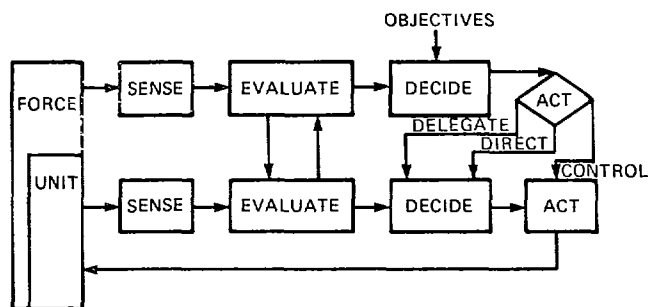 OBJECTIVES
FORCE
SENSE
EVALUATE
DECIDE
ACT
DELEGATE
DIRECT
CONTROL
UNIT
SENSE
EVALUATE
DECIDE
ACT